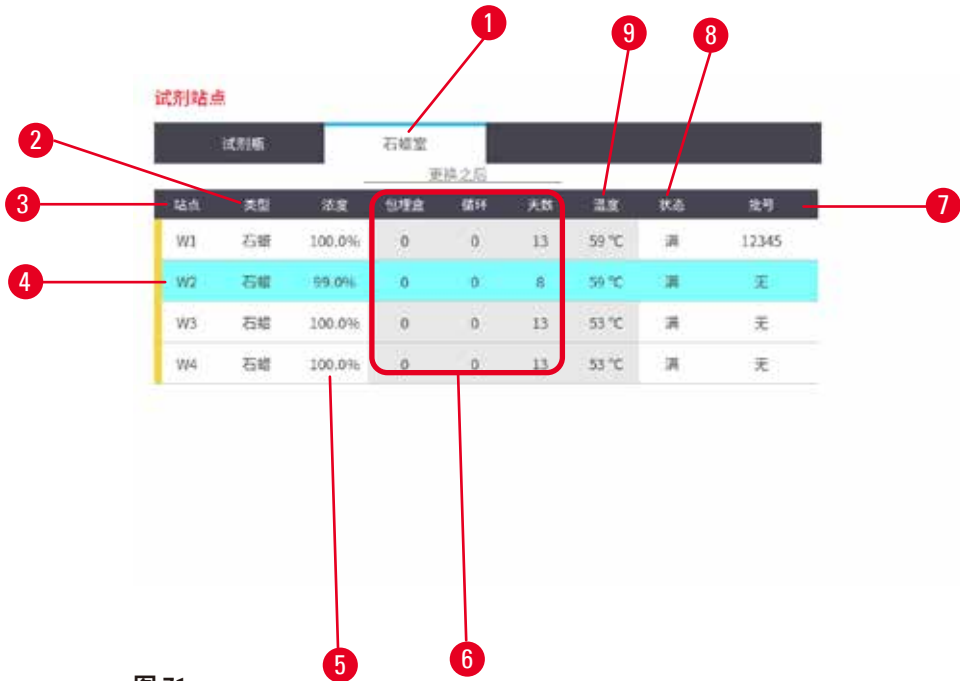 1
9
8
试剂站点
2
试剂瓶 石蜡室
更换之后
3
站点 类型 浓度 包埋盒 循环 天数 温度 状态 批号
7
W1 石蜡 100.0% 0 0 13 59 °C 满 12345
4
W2 石蜡 99.0% 0 0 8 59 °C 满 无
W3 石蜡 100.0% 0 0 13 53 °C 满 无
W4 石蜡 100.0% 0 0 13 53 °C 满 无
5
6
图 71